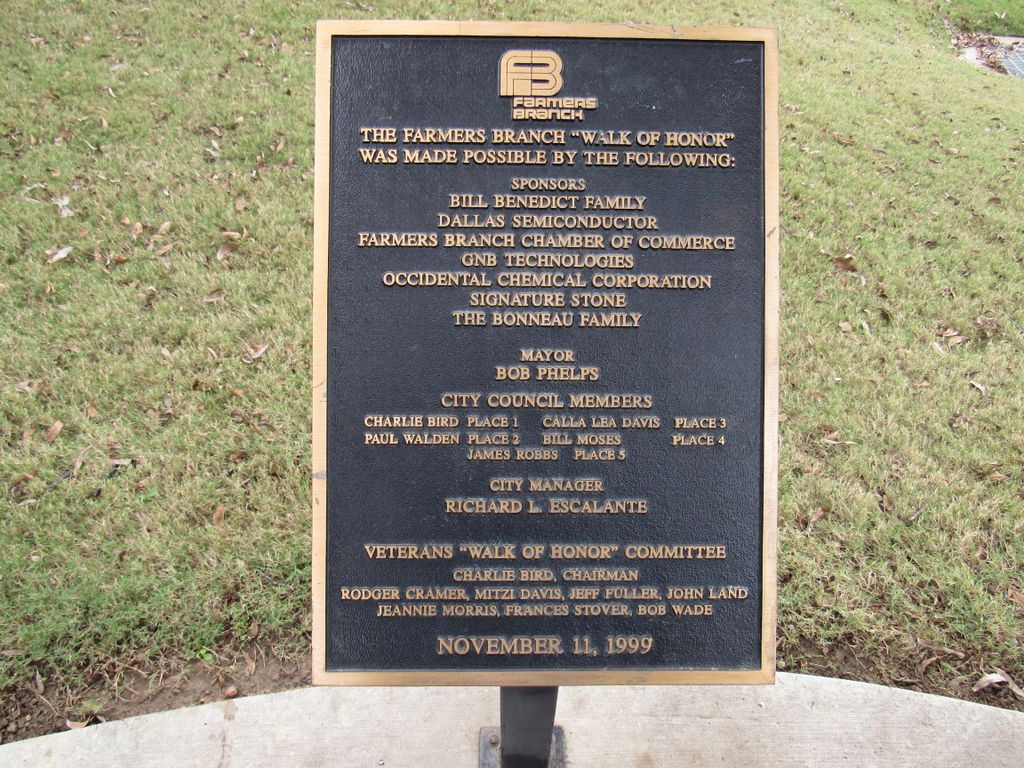 FB
FARMERS
BRANCH
THE FARMERS BRANCH "WALK OF HONOR"
WAS MADE POSSIBLE BY THE FOLLOWING:
SPONSORS
BILL BENEDICT FAMILY
DALLAS SEMICONDUCTOR
FARMERS BRANCH CHAMBER OF COMMERCE
GNB TECHNOLOGIES
OCCIDENTAL CHEMICAL CORPORATION
SIGNATURE STONE
THE BONNEAU FAMILY
MAYOR
BOB PHELPS
CITY COUNCIL MEMBERS
CHARLIE BIRD PLACE 1 CALLA LEA DAVIS PLACE 3
PAUL WALDEN PLACE 2 BILL MOSES PLACE 4
JAMES ROBBS PLACE 5
CITY MANAGER
RICHARD L. ESCALANTE
VETERANS "WALK OF HONOR" COMMITTEE
CHARLIE BIRD, CHAIRMAN
RODGER CRAMER, MITZI DAVIS, JEFF FULLER, JOHN LAND
JEANNIE MORRIS, FRANCES STOVER, BOB WADE
NOVEMBER 11, 1999